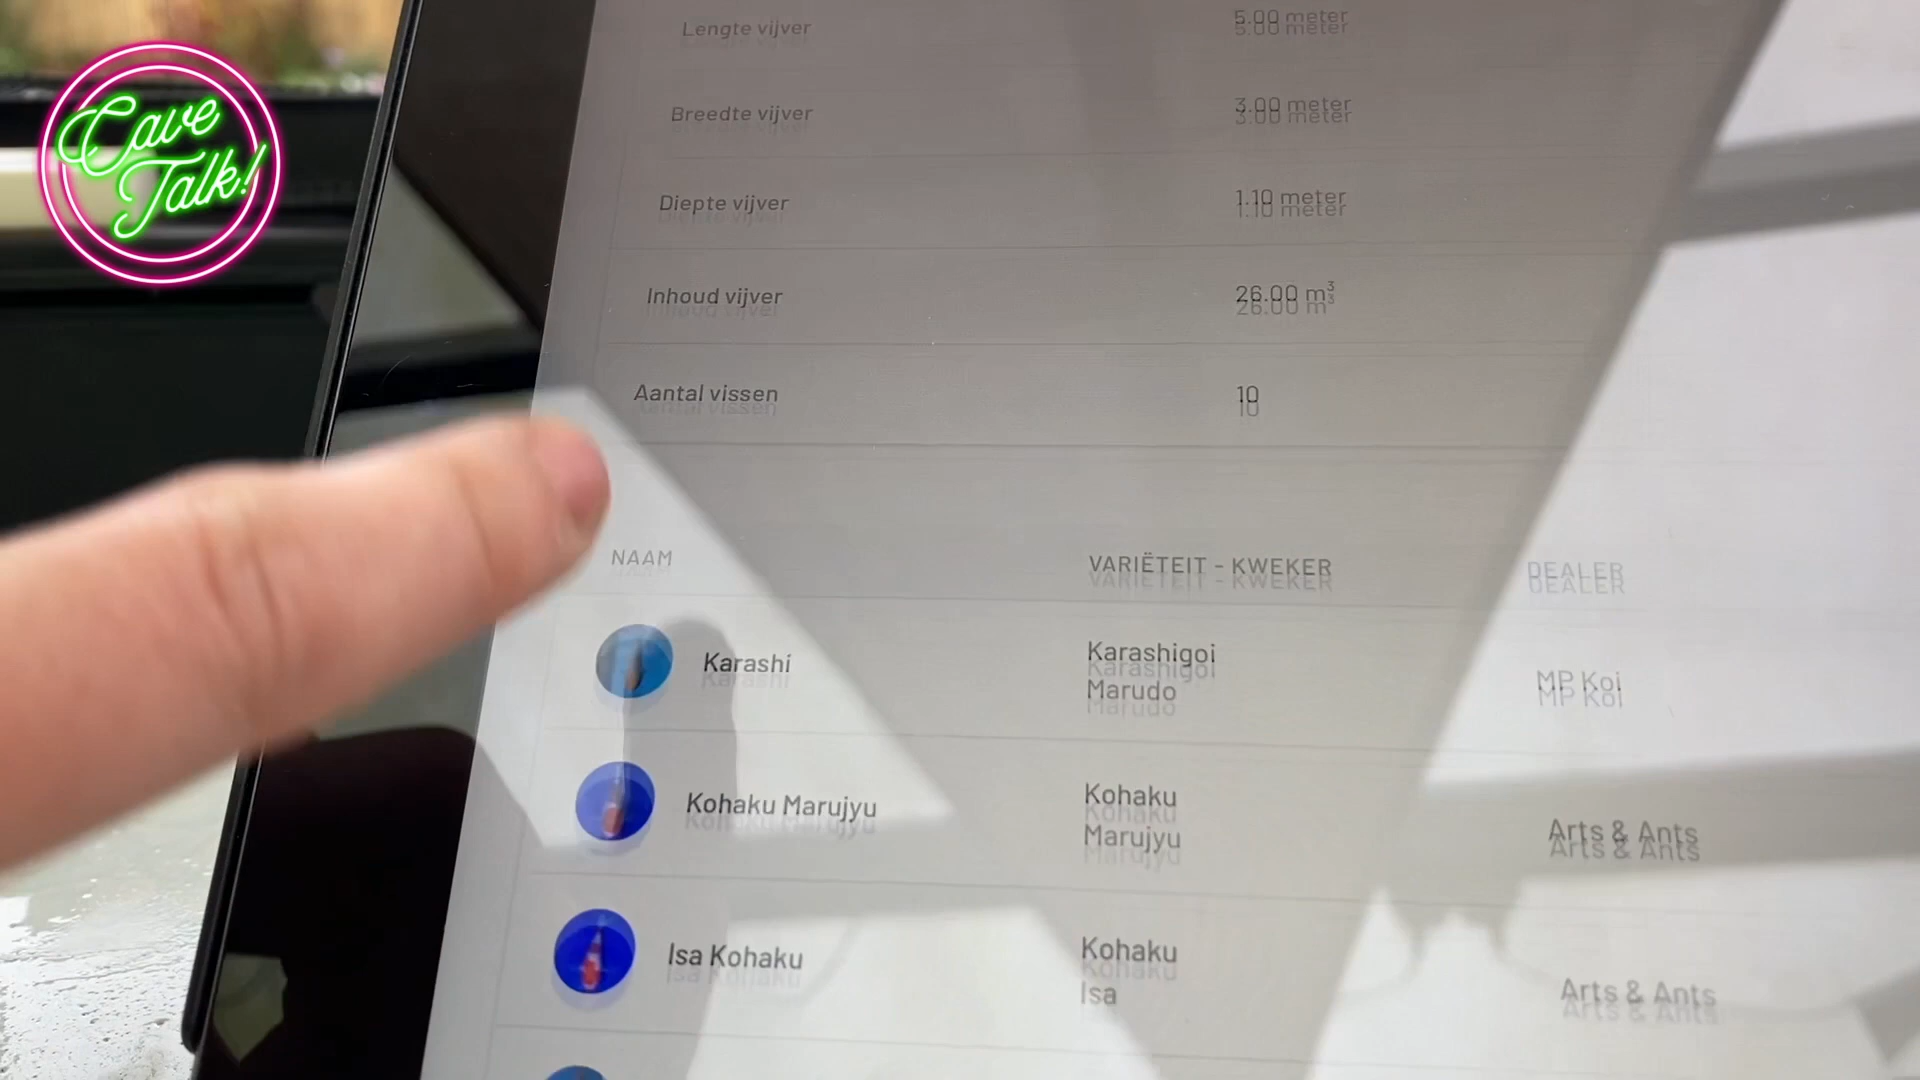 Cave
Talk!
Lengte vijver 5.00 meter
Breedte vijver 3.00 meter
Diepte vijver 1.10 meter
Inhoud vijver 26.00 m³
Aantal vissen 10
NAAM VARIËTEIT - KWEKER DEALER
Karashi Karashigoi
Marudo MP Koi
Kohaku Marujyu Kohaku
Marujyu Arts & Ants
Isa Kohaku Kohaku
Isa Arts & Ants